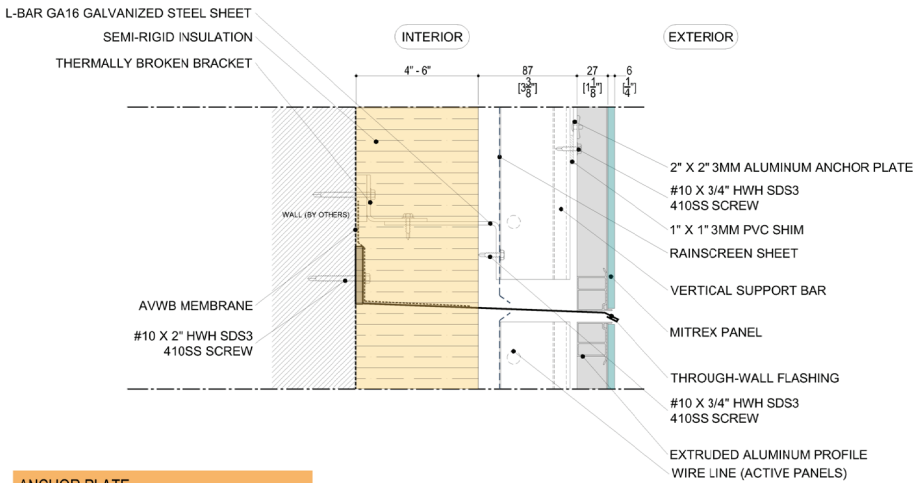 L-BAR GA16 GALVANIZED STEEL SHEET
SEMI-RIGID INSULATION
THERMALLY BROKEN BRACKET
INTERIOR
EXTERIOR
4" - 6"
87
[3 3/8"]
27
[1 1/8"]
6
[1/4"]
WALL (BY OTHERS)
AVWB MEMBRANE
#10 X 2" HWH SDS3
410SS SCREW
2" X 2" 3MM ALUMINUM ANCHOR PLATE
#10 X 3/4" HWH SDS3
410SS SCREW
1" X 1" 3MM PVC SHIM
RAINSCREEN SHEET
VERTICAL SUPPORT BAR
MITREX PANEL
THROUGH-WALL FLASHING
#10 X 3/4" HWH SDS3
410SS SCREW
EXTRUDED ALUMINUM PROFILE
WIRE LINE (ACTIVE PANELS)
ANCHOR PLATE